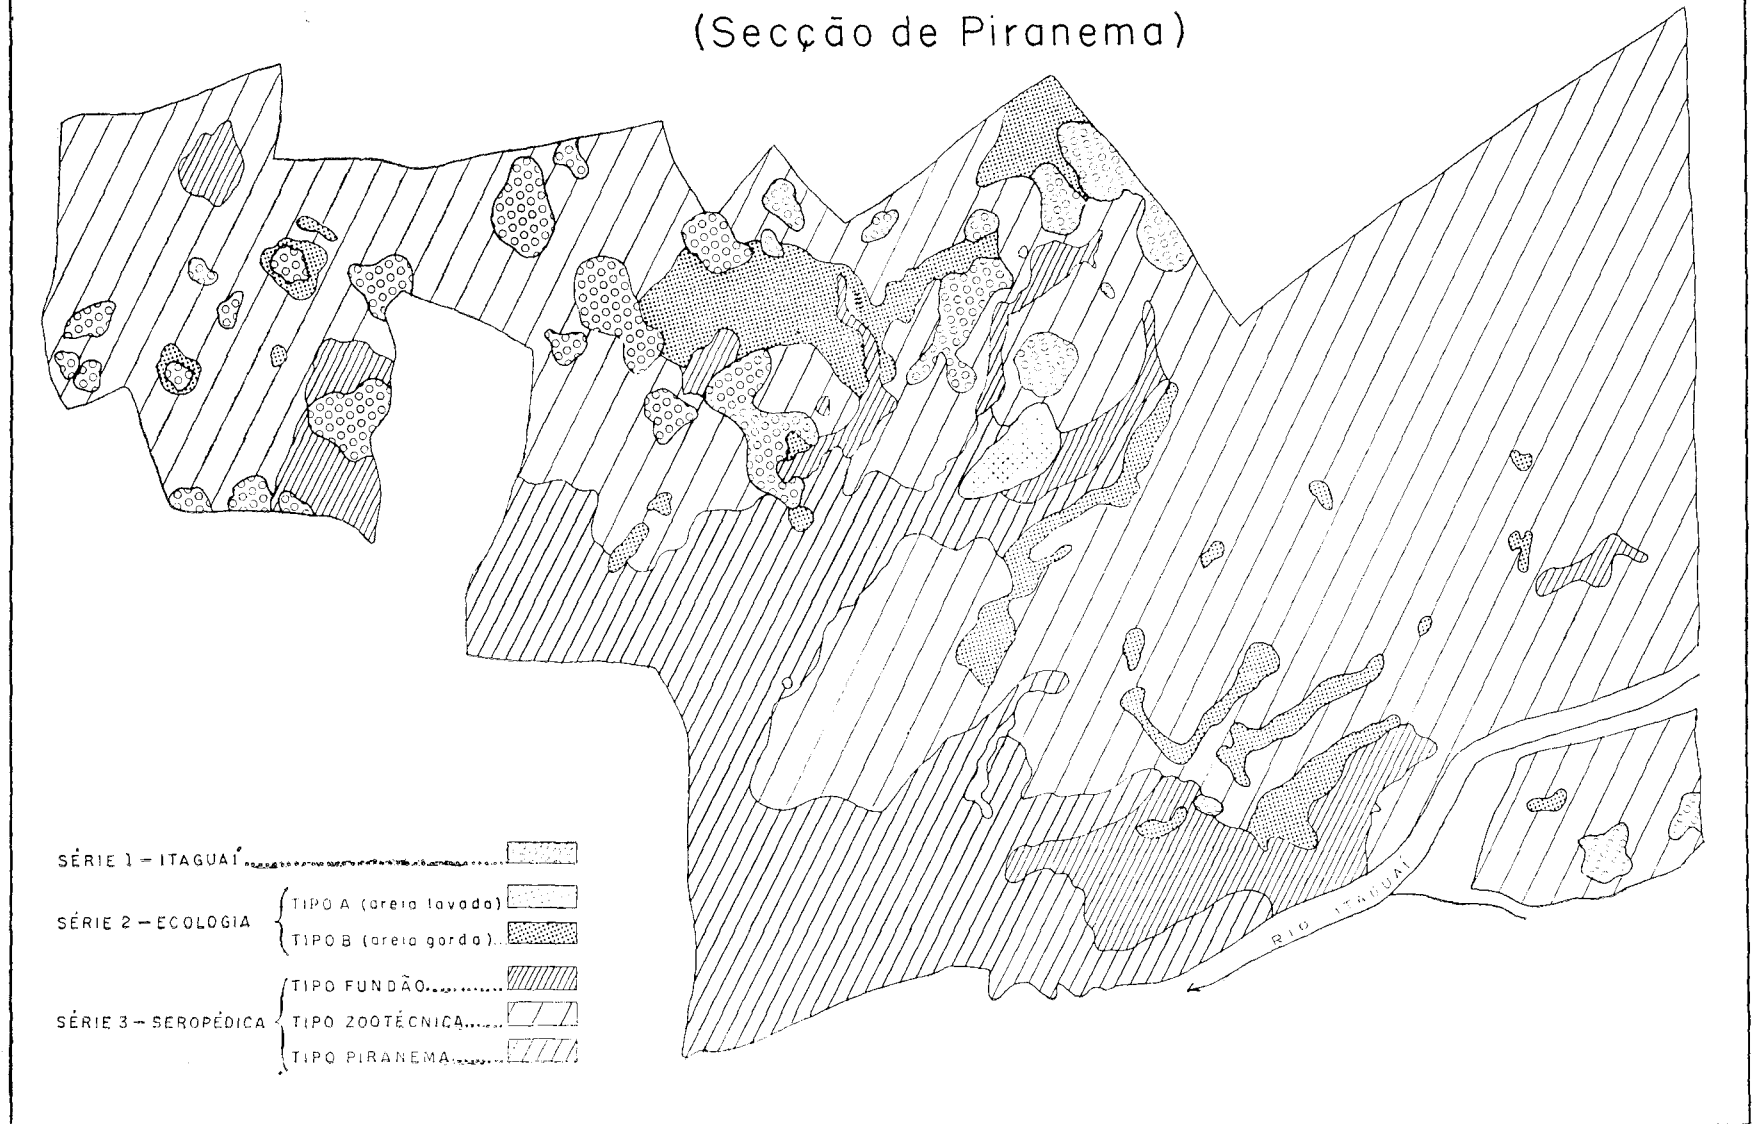 (Secção de Piranema)
RIO ITAGUAÍ
SÉRIE 1 - ITAGUAÍ
SÉRIE 2 - ECOLOGIA
TIPO A (areia lavada)
TIPO B (areia gorda)
SÉRIE 3 - SEROPÉDICA
TIPO FUNDÃO
TIPO ZOOTÉCNICA
TIPO PIRANEMA